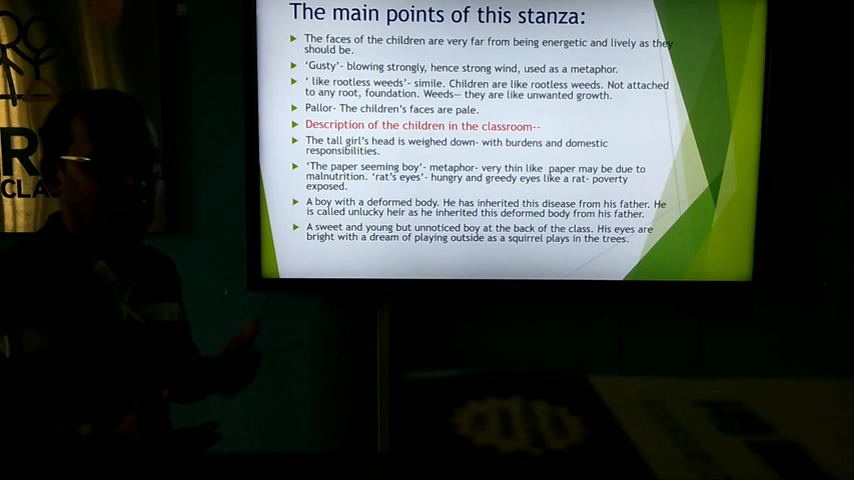 The main points of this stanza:
The faces of the children are very far from being energetic and lively as they
should be.
'Gusty'- blowing strongly, hence strong wind, used as a metaphor.
' like rootless weeds'- simile. Children are like rootless weeds. Not attached
to any root, foundation. Weeds— they are like unwanted growth.
Pallor- The children's faces are pale.
Description of the children in the classroom--
The tall girl's head is weighed down- with burdens and domestic
responsibilities.
'The paper seeming boy'- metaphor- very thin like paper may be due to
malnutrition. 'rat's eyes'- hungry and greedy eyes like a rat- poverty
exposed.
A boy with a deformed body. He has inherited this disease from his father. He
is called unlucky heir as he inherited this deformed body from his father.
A sweet and young but unnoticed boy at the back of the class. His eyes are
bright with a dream of playing outside as a squirrel plays in the trees.
R
CLA